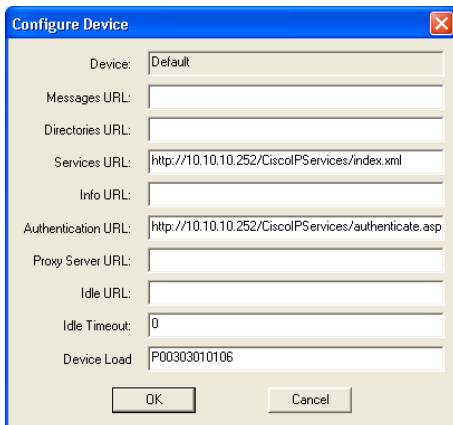 Configure Device
Device: Default
Messages URL:
Directories URL:
Services URL: http://10.10.10.252/CiscoIPServices/index.xml
Info URL:
Authentication URL: http://10.10.10.252/CiscoIPServices/authenticate.asp
Proxy Server URL:
Idle URL:
Idle Timeout: 0
Device Load P00303010106
OK Cancel